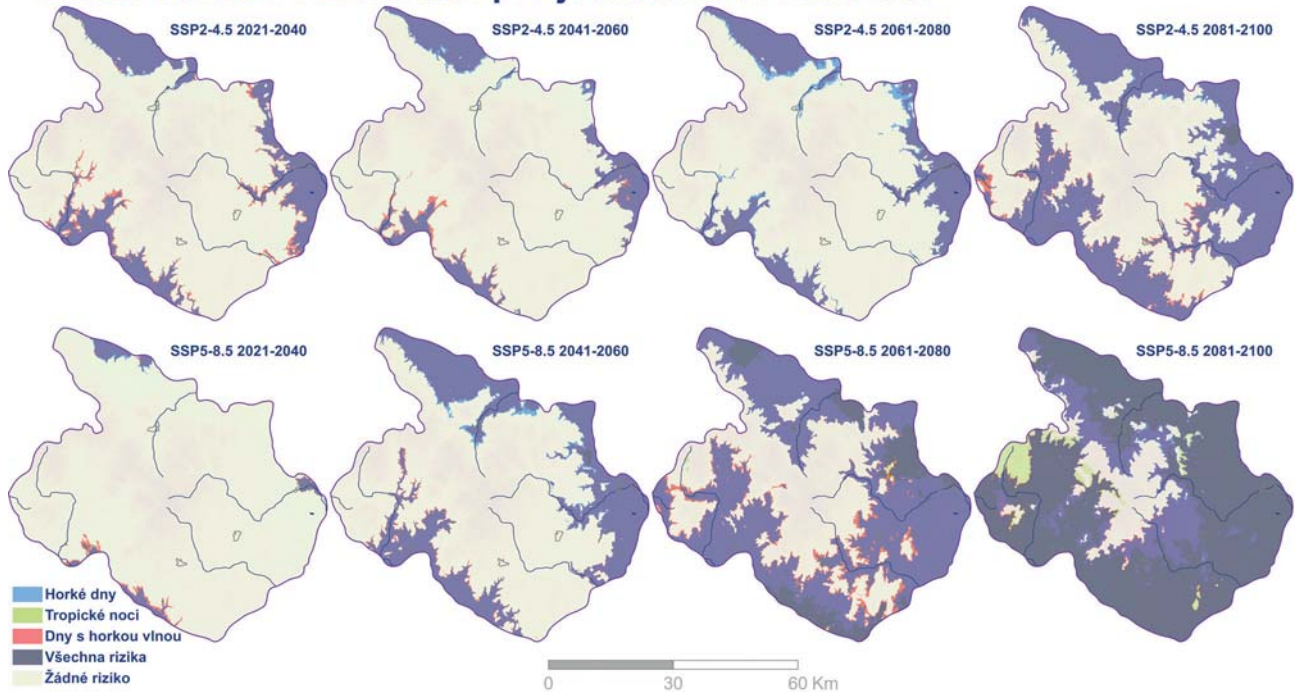 SSP2-4.5 2021-2040
SSP2-4.5 2041-2060
SSP2-4.5 2061-2080
SSP2-4.5 2081-2100
SSP5-8.5 2021-2040
SSP5-8.5 2041-2060
SSP5-8.5 2061-2080
SSP5-8.5 2081-2100
Horké dny
Tropické noci
Dny s horkou vlnou
Všechna rizika
Žádné riziko
0 30 60 Km